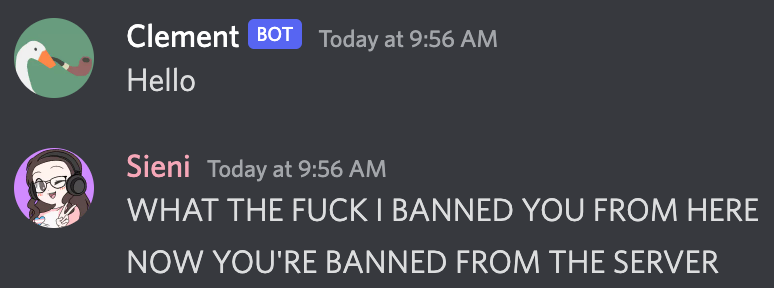 Clement BOT Today at 9:56 AM
Hello
Sieni Today at 9:56 AM
WHAT THE FUCK I BANNED YOU FROM HERE
NOW YOU'RE BANNED FROM THE SERVER